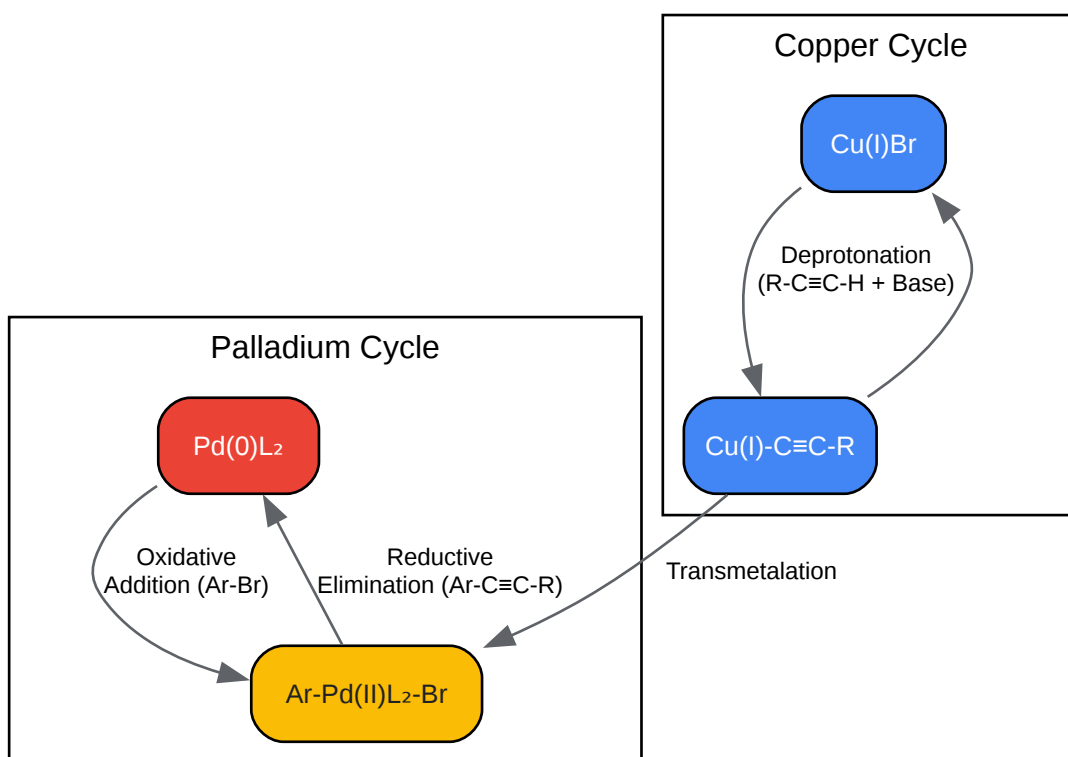 Copper Cycle
Cu(I)Br
Deprotonation
(R-C≡C-H + Base)
Palladium Cycle
Pd(0)L₂
Cu(I)-C≡C-R
Oxidative
Addition (Ar-Br)
Reductive
Elimination (Ar-C≡C-R)
Transmetalation
Ar-Pd(II)L₂-Br